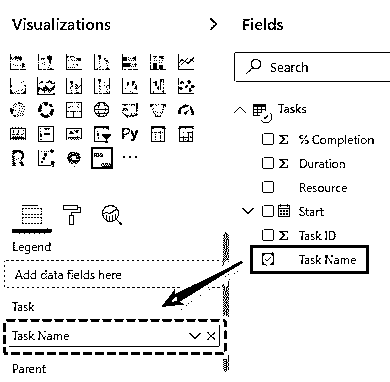 Visualizations
Fields
Search
Tasks
% Completion
Σ Duration
Resource
Start
Σ Task ID
Task Name
Py
R
Legend
Add data fields here
Task
Task Name
Parent